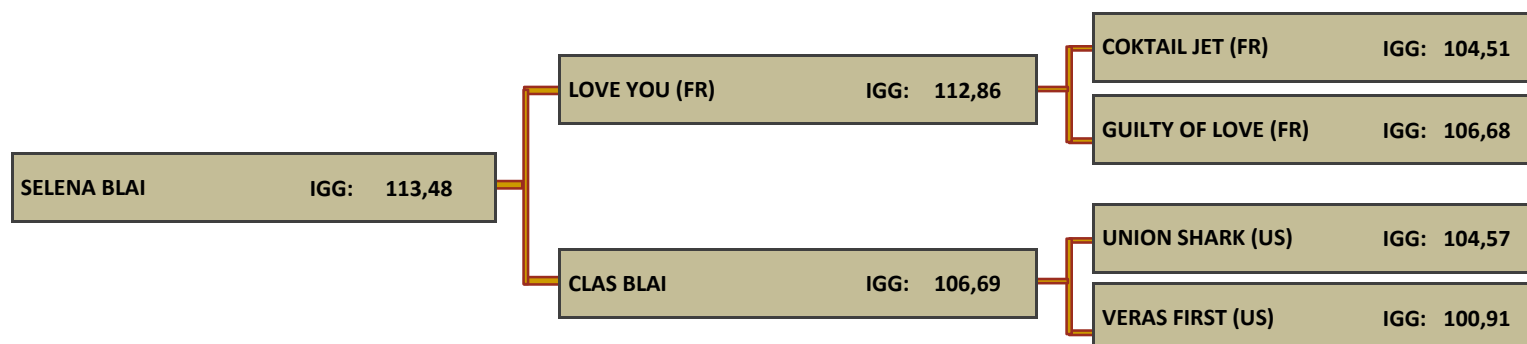 COKTAIL JET (FR) IGG: 104,51
LOVE YOU (FR) IGG: 112,86
GUILTY OF LOVE (FR) IGG: 106,68
SELENA BLAI IGG: 113,48
UNION SHARK (US) IGG: 104,57
CLAS BLAI IGG: 106,69
VERAS FIRST (US) IGG: 100,91